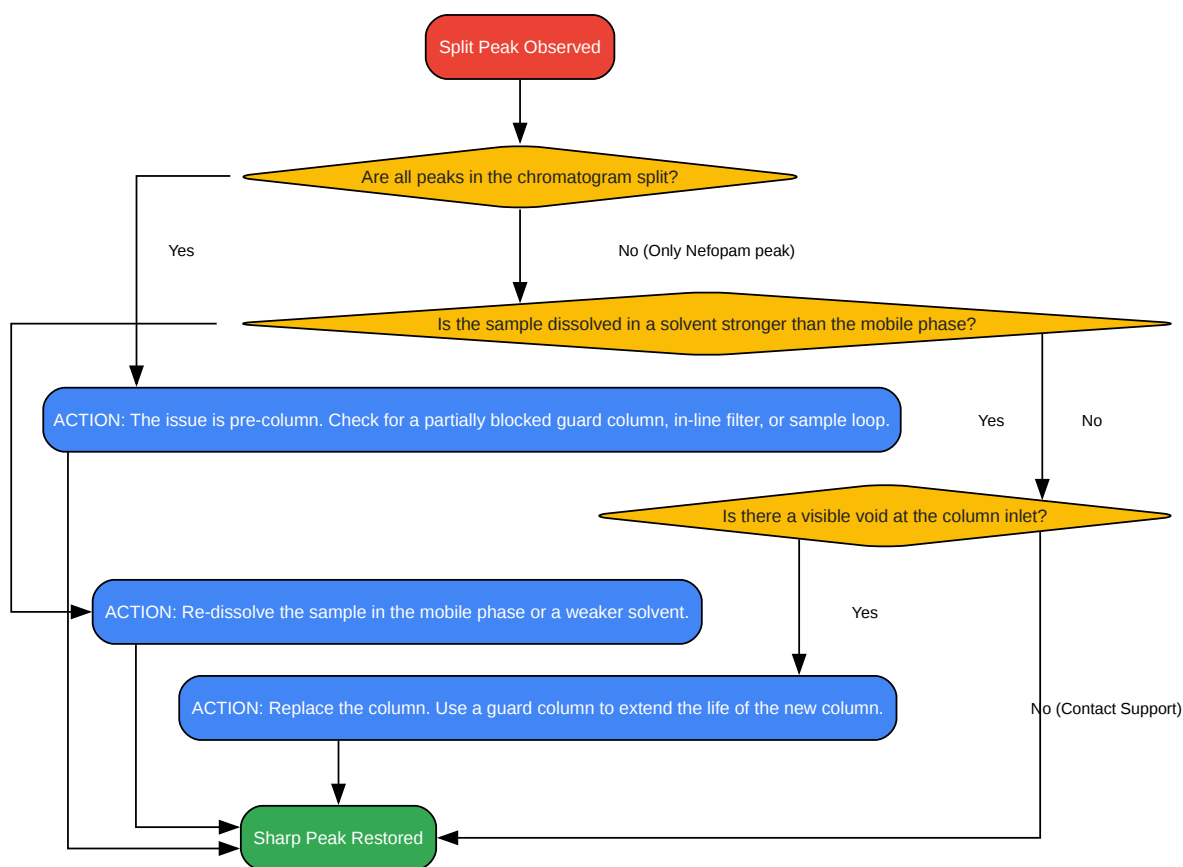 Split Peak Observed
Are all peaks in the chromatogram split?
Yes
No (Only Nefopam peak)
Is the sample dissolved in a solvent stronger than the mobile phase?
ACTION: The issue is pre-column. Check for a partially blocked guard column, in-line filter, or sample loop.
Yes
No
Is there a visible void at the column inlet?
ACTION: Re-dissolve the sample in the mobile phase or a weaker solvent.
Yes
ACTION: Replace the column. Use a guard column to extend the life of the new column.
No (Contact Support)
Sharp Peak Restored